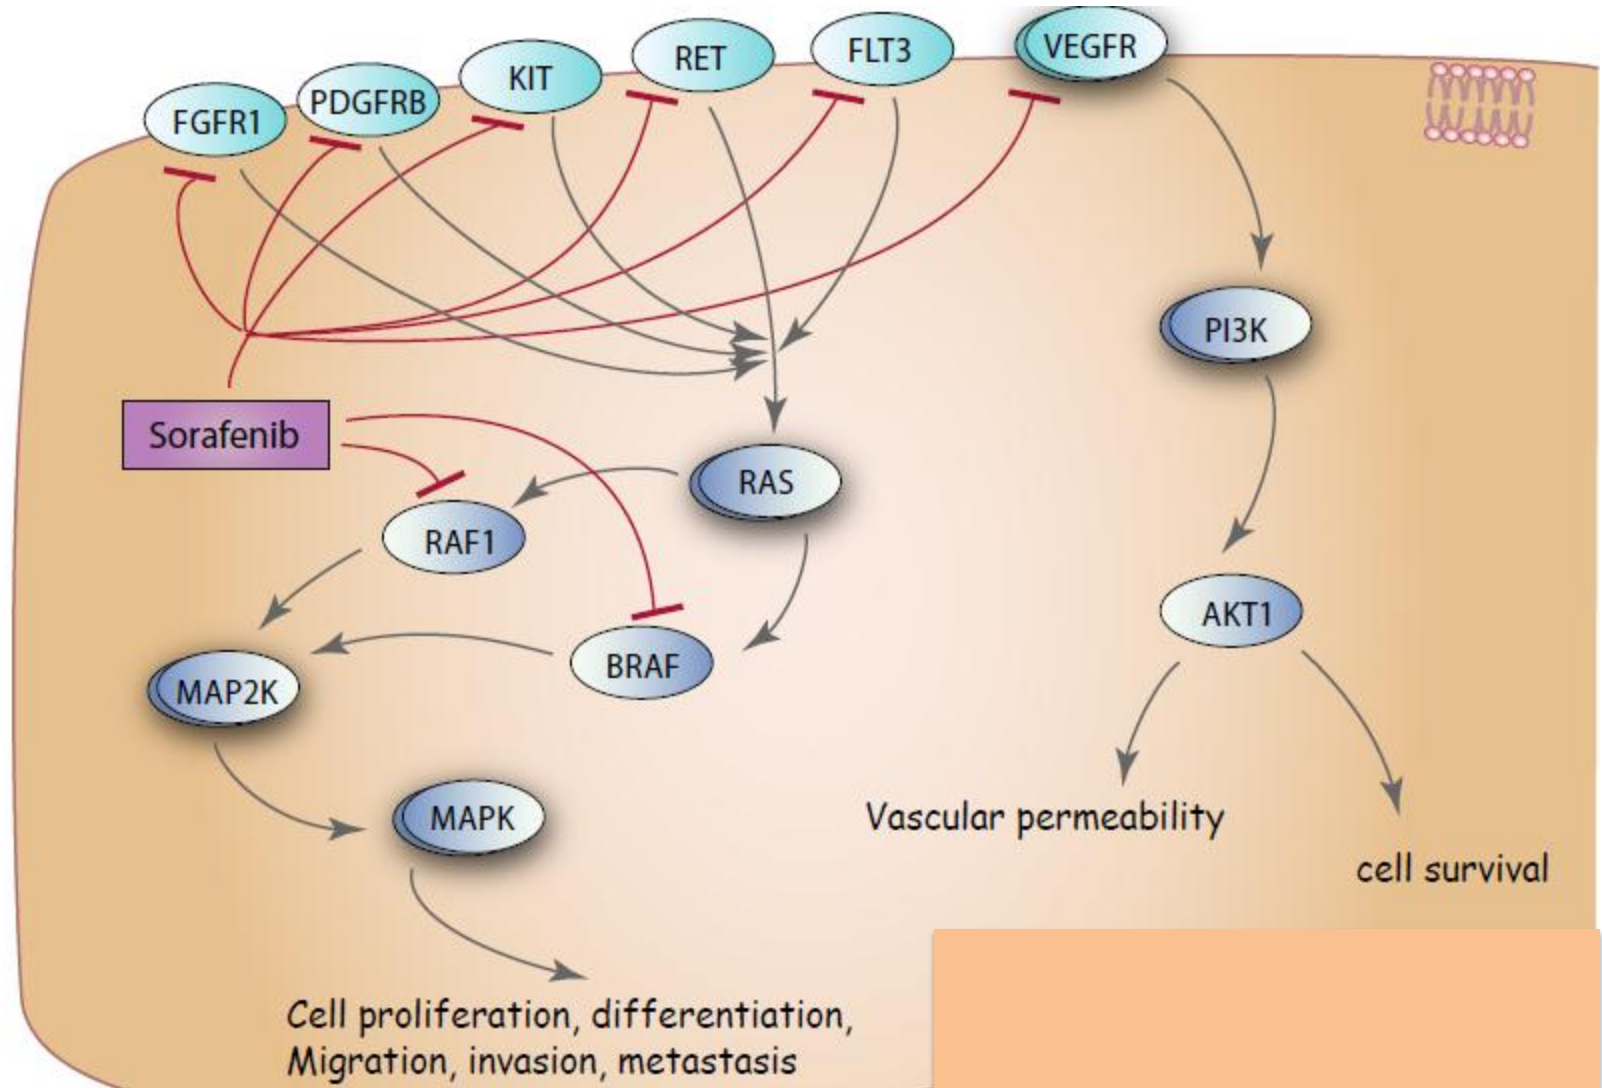 FGFR1
PDGFRB
KIT
RET
FLT3
VEGFR
PI3K
Sorafenib
RAS
RAF1
AKT1
BRAF
MAP2K
MAPK
Vascular permeability
cell survival
Cell proliferation, differentiation,
Migration, invasion, metastasis